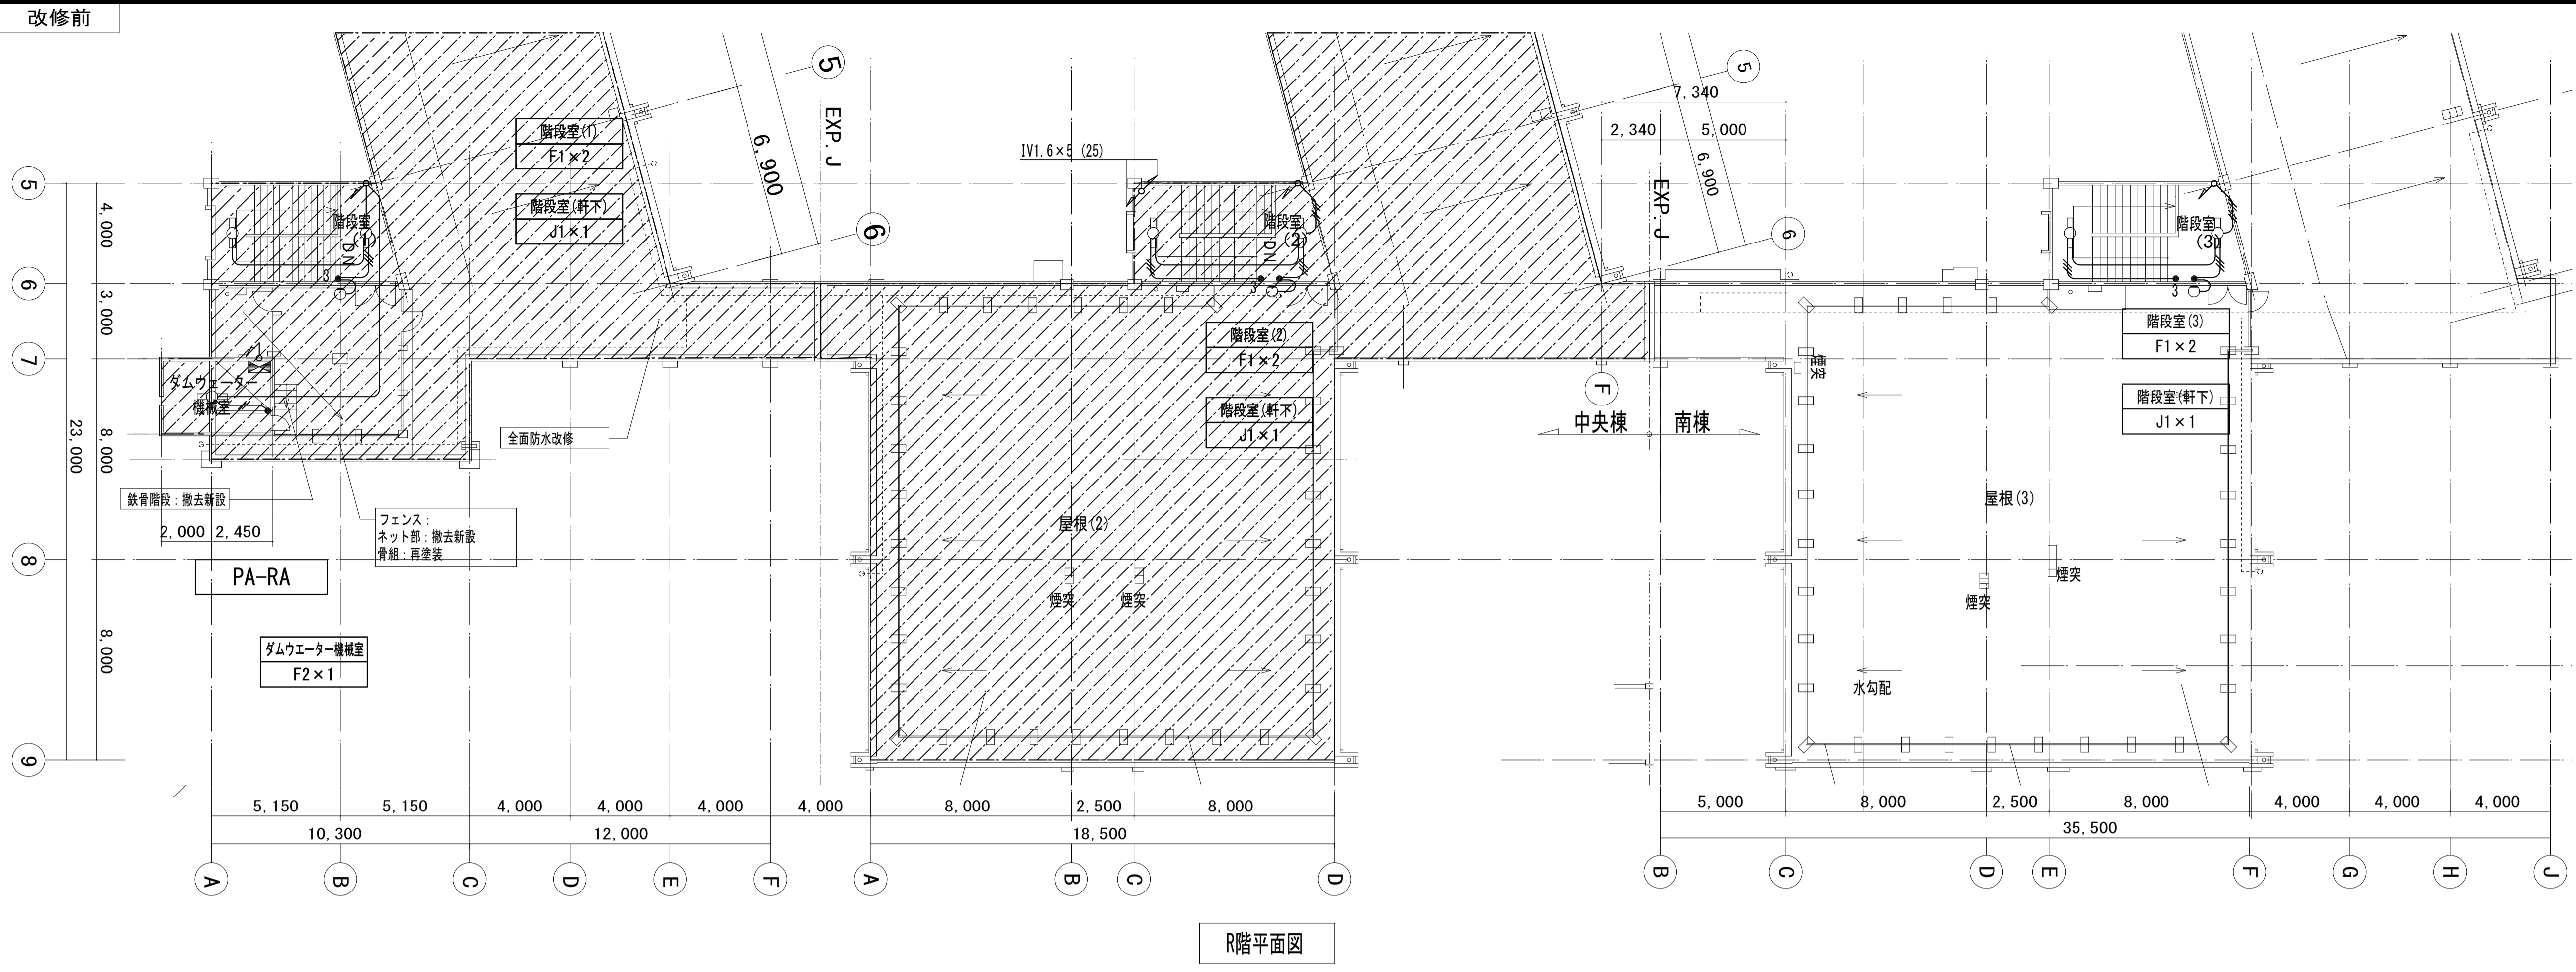 改修前
5
EXP. J
6,900
6
階段室(1)
F1×2
階段室(軒下)
J1×1
IV1.6×5 (25)
5
7,340
2,340
5,000
6,900
EXP. J
6
5
6
7
8
9
4,000
3,000
8,000
8,000
23,000
階段室
(1)
DN
3
階段室
(2)
DN
3
階段室
(3)
3
ダムウェーター
機械室
全面防水改修
鉄骨階段：撤去新設
2,000
2,450
フェンス：
ネット部：撤去新設
骨組：再塗装
PA-RA
ダムウエーター機械室
F2×1
階段室(2)
F1×2
階段室(軒下)
J1×1
屋根(2)
煙突
煙突
F
中央棟
南棟
煙突
階段室(3)
F1×2
階段室(軒下)
J1×1
屋根(3)
煙突
煙突
水勾配
5,150
5,150
4,000
4,000
4,000
4,000
8,000
2,500
8,000
5,000
8,000
2,500
8,000
4,000
4,000
4,000
10,300
12,000
18,500
35,500
A
B
C
D
E
F
A
B
C
D
B
C
D
E
F
G
H
J
R階平面図